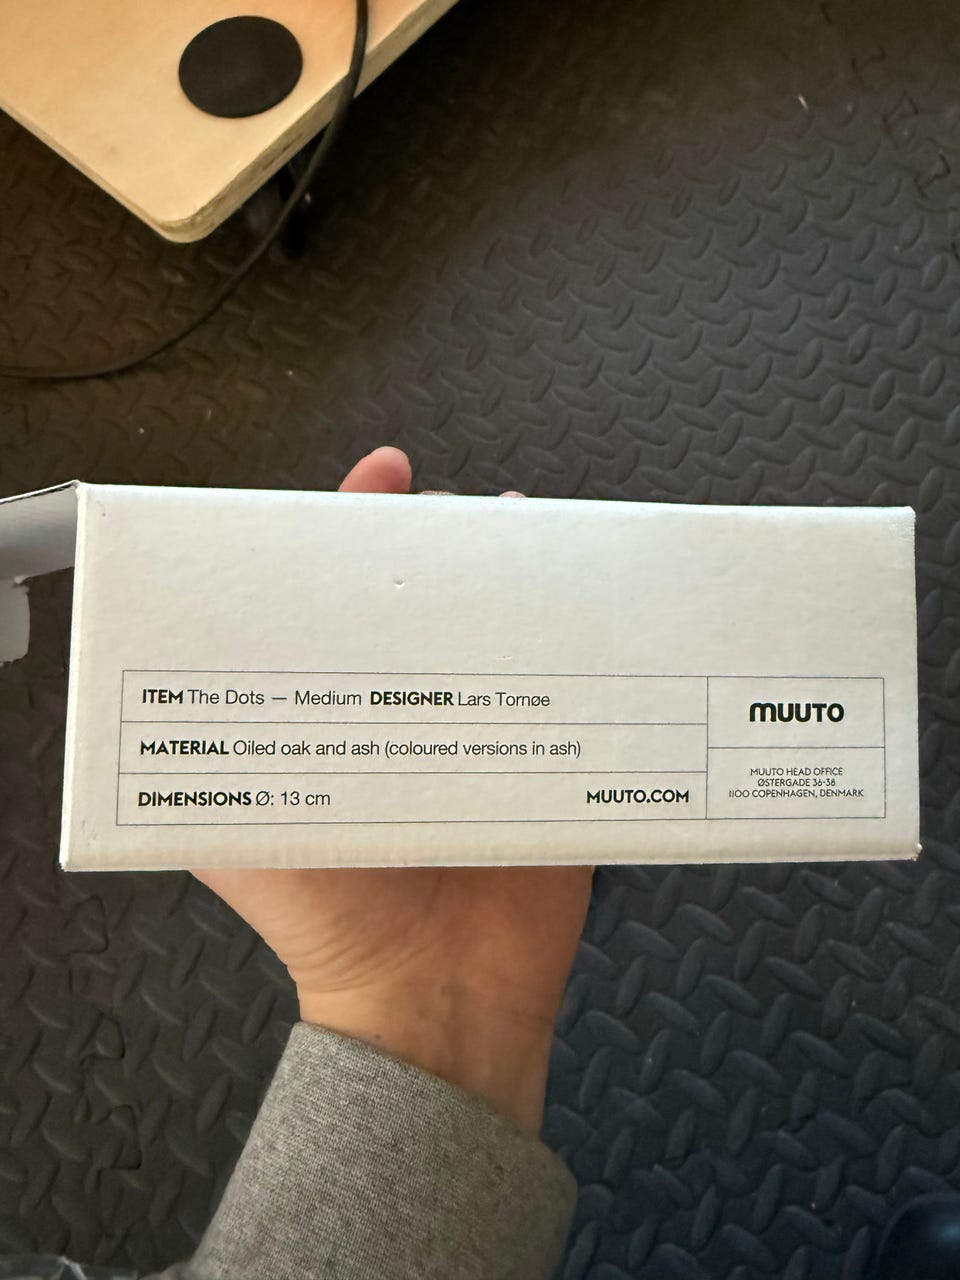 ITEM The Dots — Medium DESIGNER Lars Tornøe
MATERIAL Oiled oak and ash (coloured versions in ash)
DIMENSIONS Ø: 13 cm MUUTO.COM
MUUTO
MUUTO HEAD OFFICE
ØSTERGADE 36-38
1100 COPENHAGEN, DENMARK